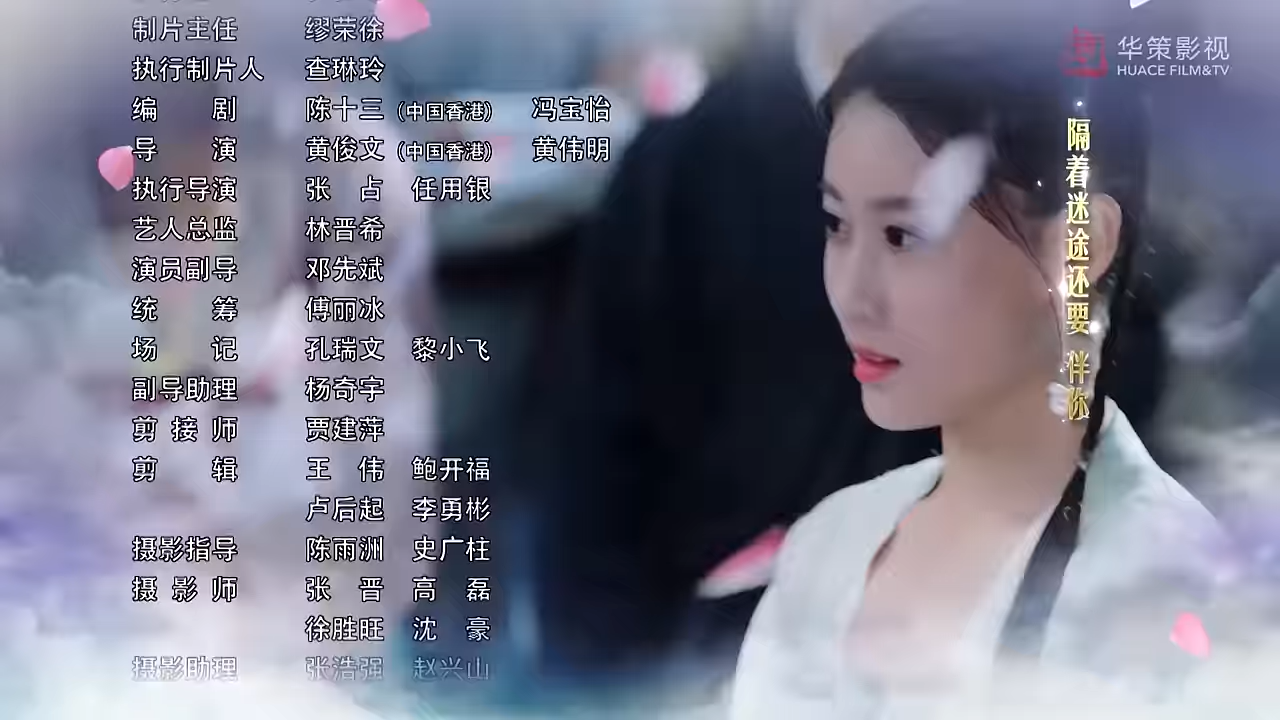 制片主任 缪荣徐
执行制片人 查琳玲
编 剧 陈十三 (中国香港) 冯宝怡
导 演 黄俊文 (中国香港) 黄伟明
执行导演 张 占 任用银
艺人总监 林晋希
演员副导 邓先斌
统 筹 傅丽冰
场 记 孔瑞文 黎小飞
副导助理 杨奇宇
剪 接 师 贾建萍
剪 辑 王 伟 鲍开福
卢后起 李勇彬
摄影指导 陈雨洲 史广柱
摄 影 师 张 晋 高 磊
徐胜旺 沈 豪
摄影助理 张浩强 赵兴山
华策影视
HUACE FILM&TV
隔着迷途还要 伴你